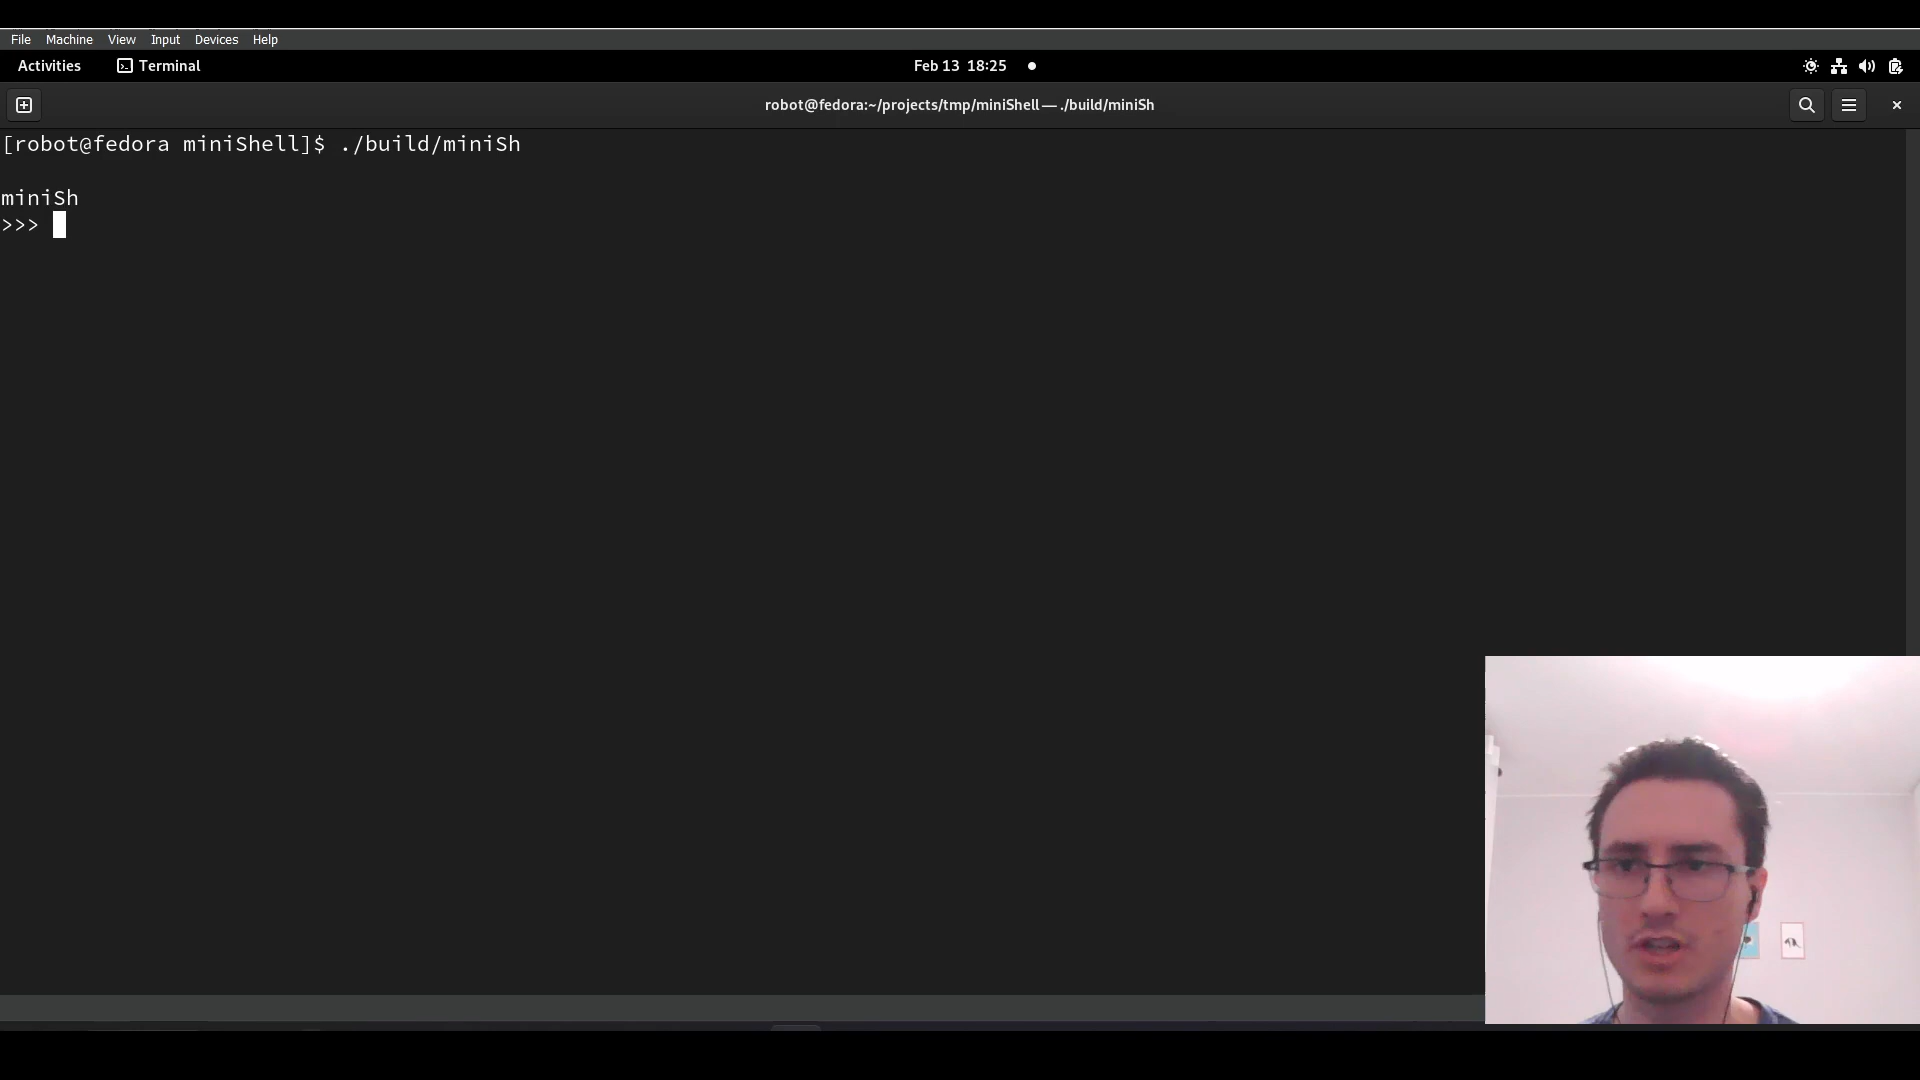 File Machine View Input Devices Help
Activities Terminal Feb 13 18:25
robot@fedora:~/projects/tmp/miniShell — ./build/miniSh
[robot@fedora miniShell]$ ./build/miniSh
miniSh
>>>